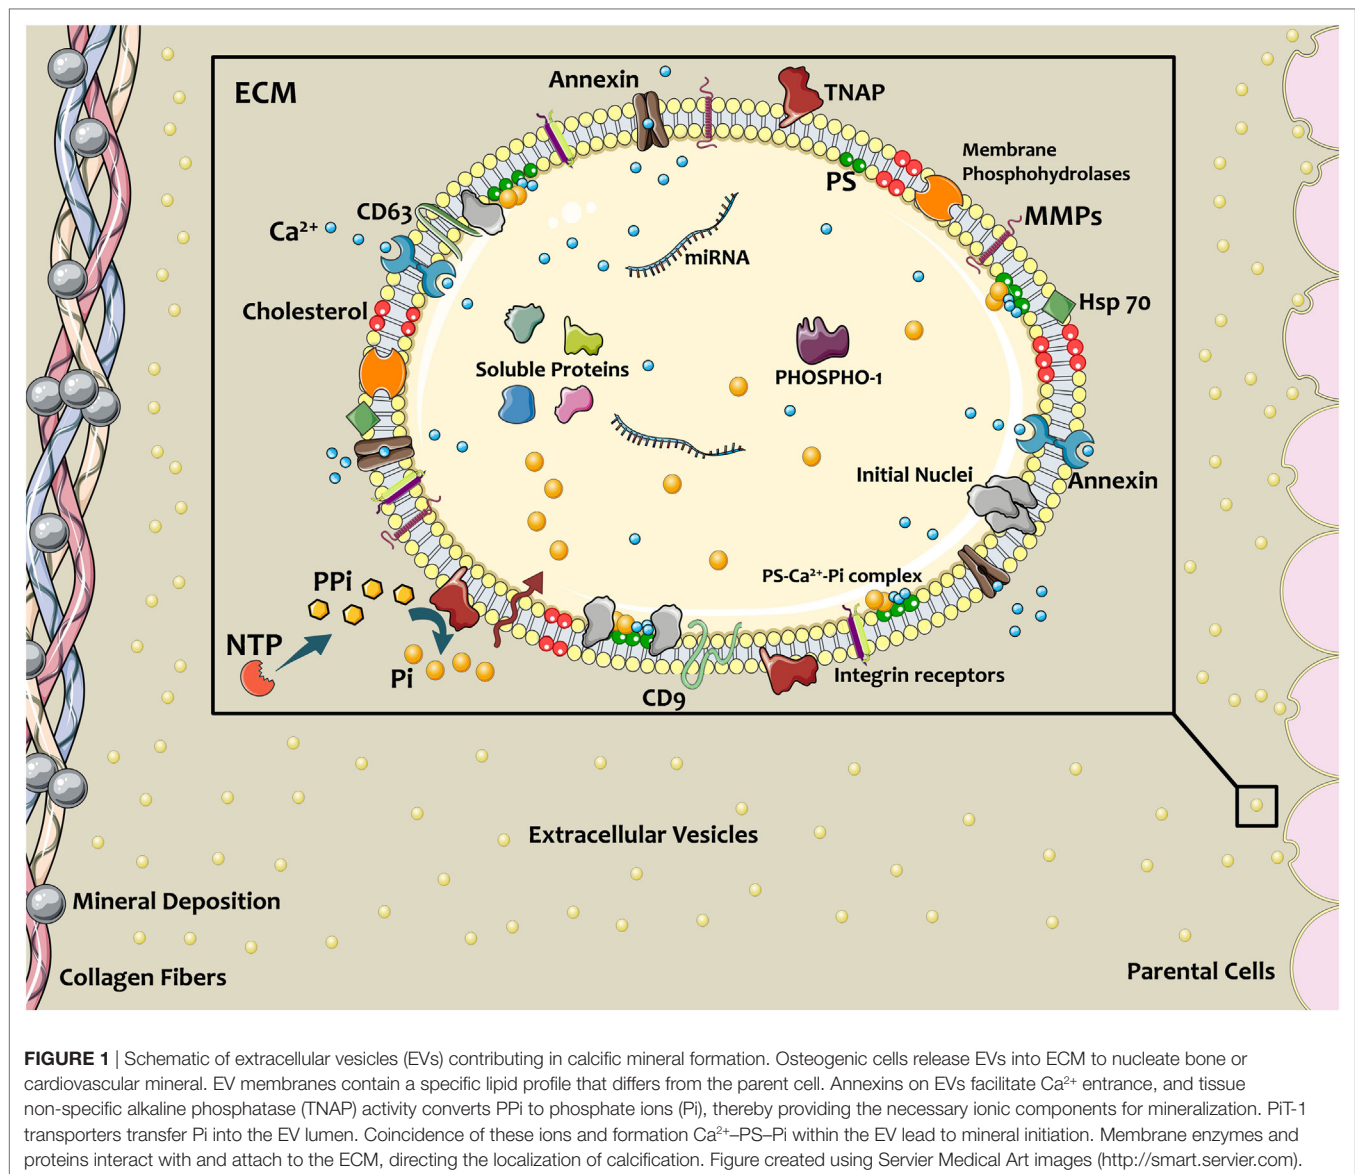 ECM
Annexin
TNAP
Membrane
Phosphohydrolases
PS
CD63
MMPs
Ca²⁺
miRNA
Cholesterol
Hsp 70
Soluble Proteins
PHOSPHO-1
Initial Nuclei
Annexin
PPi
PS-Ca²⁺-Pi complex
NTP
Pi
CD9
Integrin receptors
Extracellular Vesicles
Mineral Deposition
Collagen Fibers
Parental Cells
FIGURE 1 | Schematic of extracellular vesicles (EVs) contributing in calcific mineral formation. Osteogenic cells release EVs into ECM to nucleate bone or
cardiovascular mineral. EV membranes contain a specific lipid profile that differs from the parent cell. Annexins on EVs facilitate Ca²⁺ entrance, and tissue
non-specific alkaline phosphatase (TNAP) activity converts PPi to phosphate ions (Pi), thereby providing the necessary ionic components for mineralization. PiT-1
transporters transfer Pi into the EV lumen. Coincidence of these ions and formation Ca²⁺–PS–Pi within the EV lead to mineral initiation. Membrane enzymes and
proteins interact with and attach to the ECM, directing the localization of calcification. Figure created using Servier Medical Art images (http://smart.servier.com).